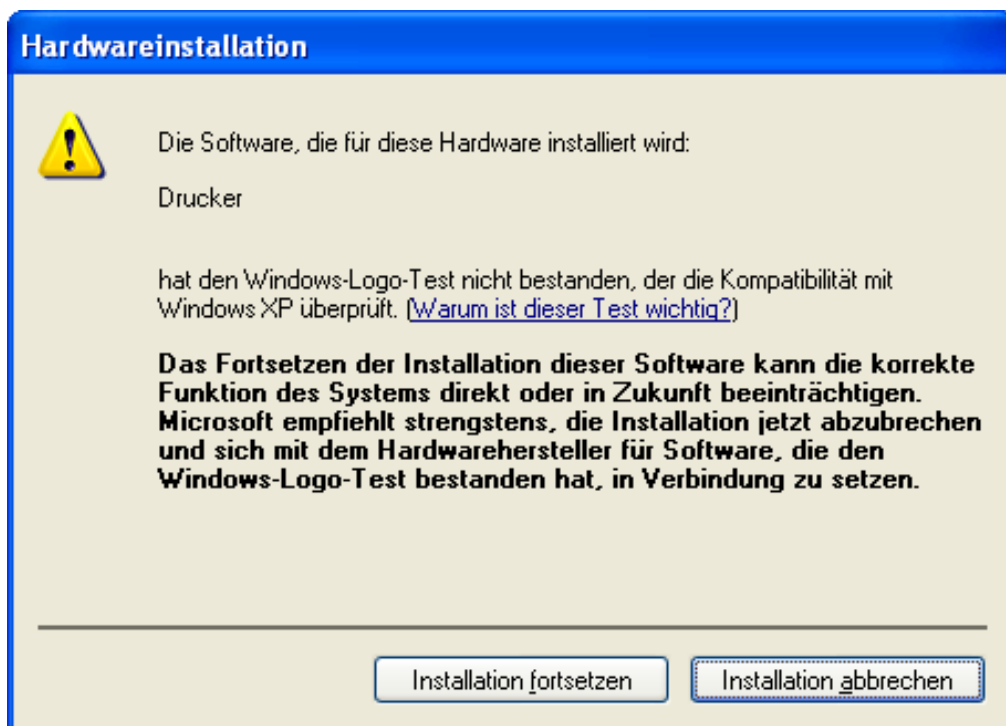 Hardwareinstallation
Die Software, die für diese Hardware installiert wird:
Drucker
hat den Windows-Logo-Test nicht bestanden, der die Kompatibilität mit
Windows XP überprüft. (Warum ist dieser Test wichtig?)
Das Fortsetzen der Installation dieser Software kann die korrekte
Funktion des Systems direkt oder in Zukunft beeinträchtigen.
Microsoft empfiehlt strengstens, die Installation jetzt abzubrechen
und sich mit dem Hardwarehersteller für Software, die den
Windows-Logo-Test bestanden hat, in Verbindung zu setzen.
Installation fortsetzen
Installation abbrechen